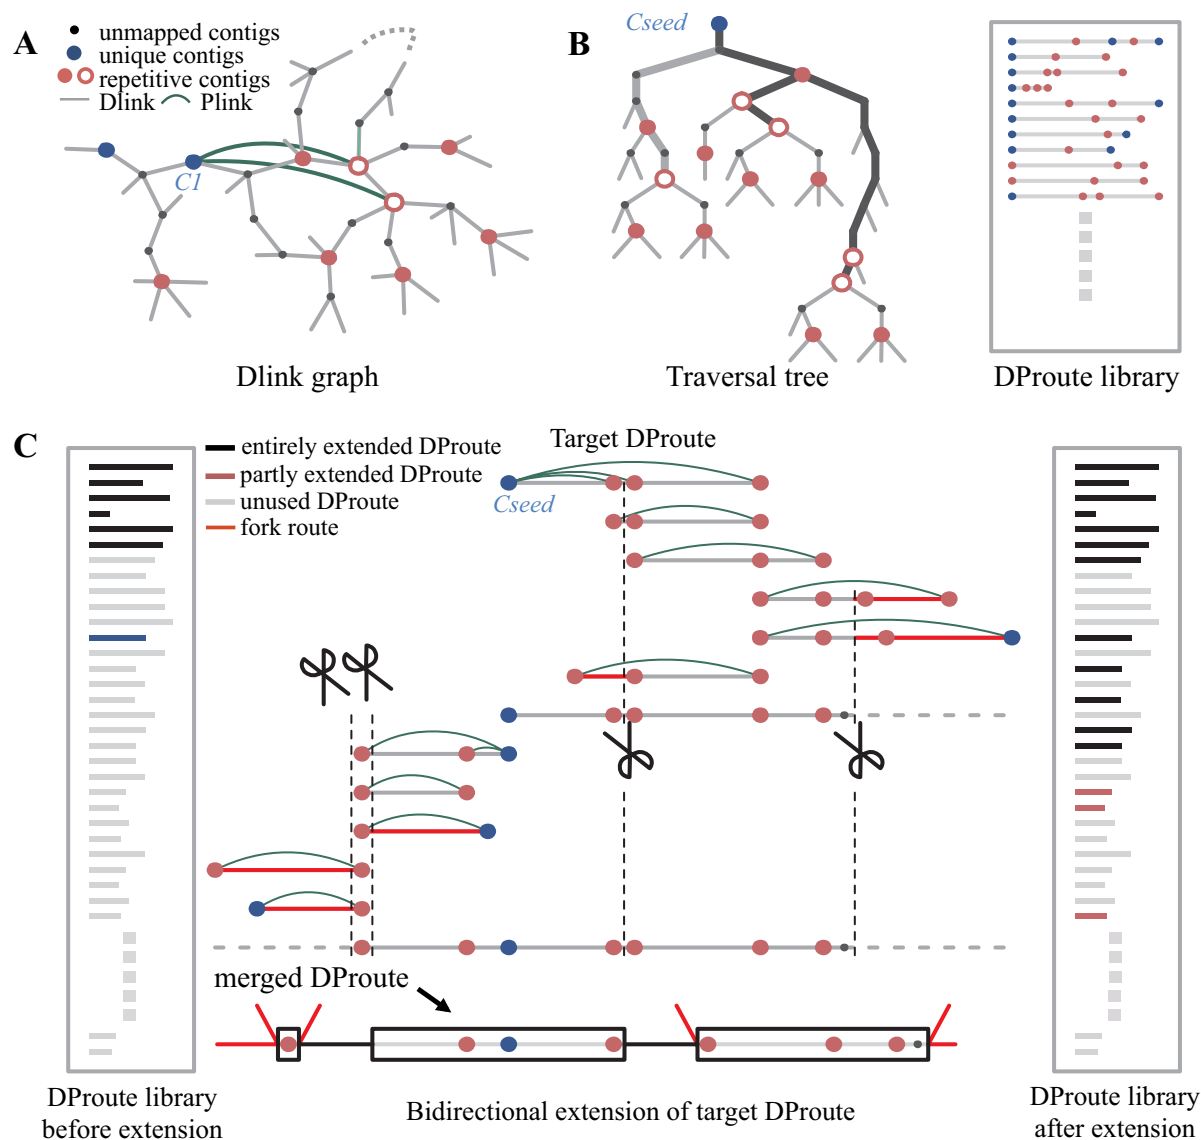 A
unmapped contigs
unique contigs
repetitive contigs
Dlink
Plink
C1
Dlink graph
B
Cseed
Traversal tree
DProute library
C
entirely extended DProute
partly extended DProute
unused DProute
fork route
Target DProute
Cseed
merged DProute
DProute library
before extension
Bidirectional extension of target DProute
DProute library
after extension